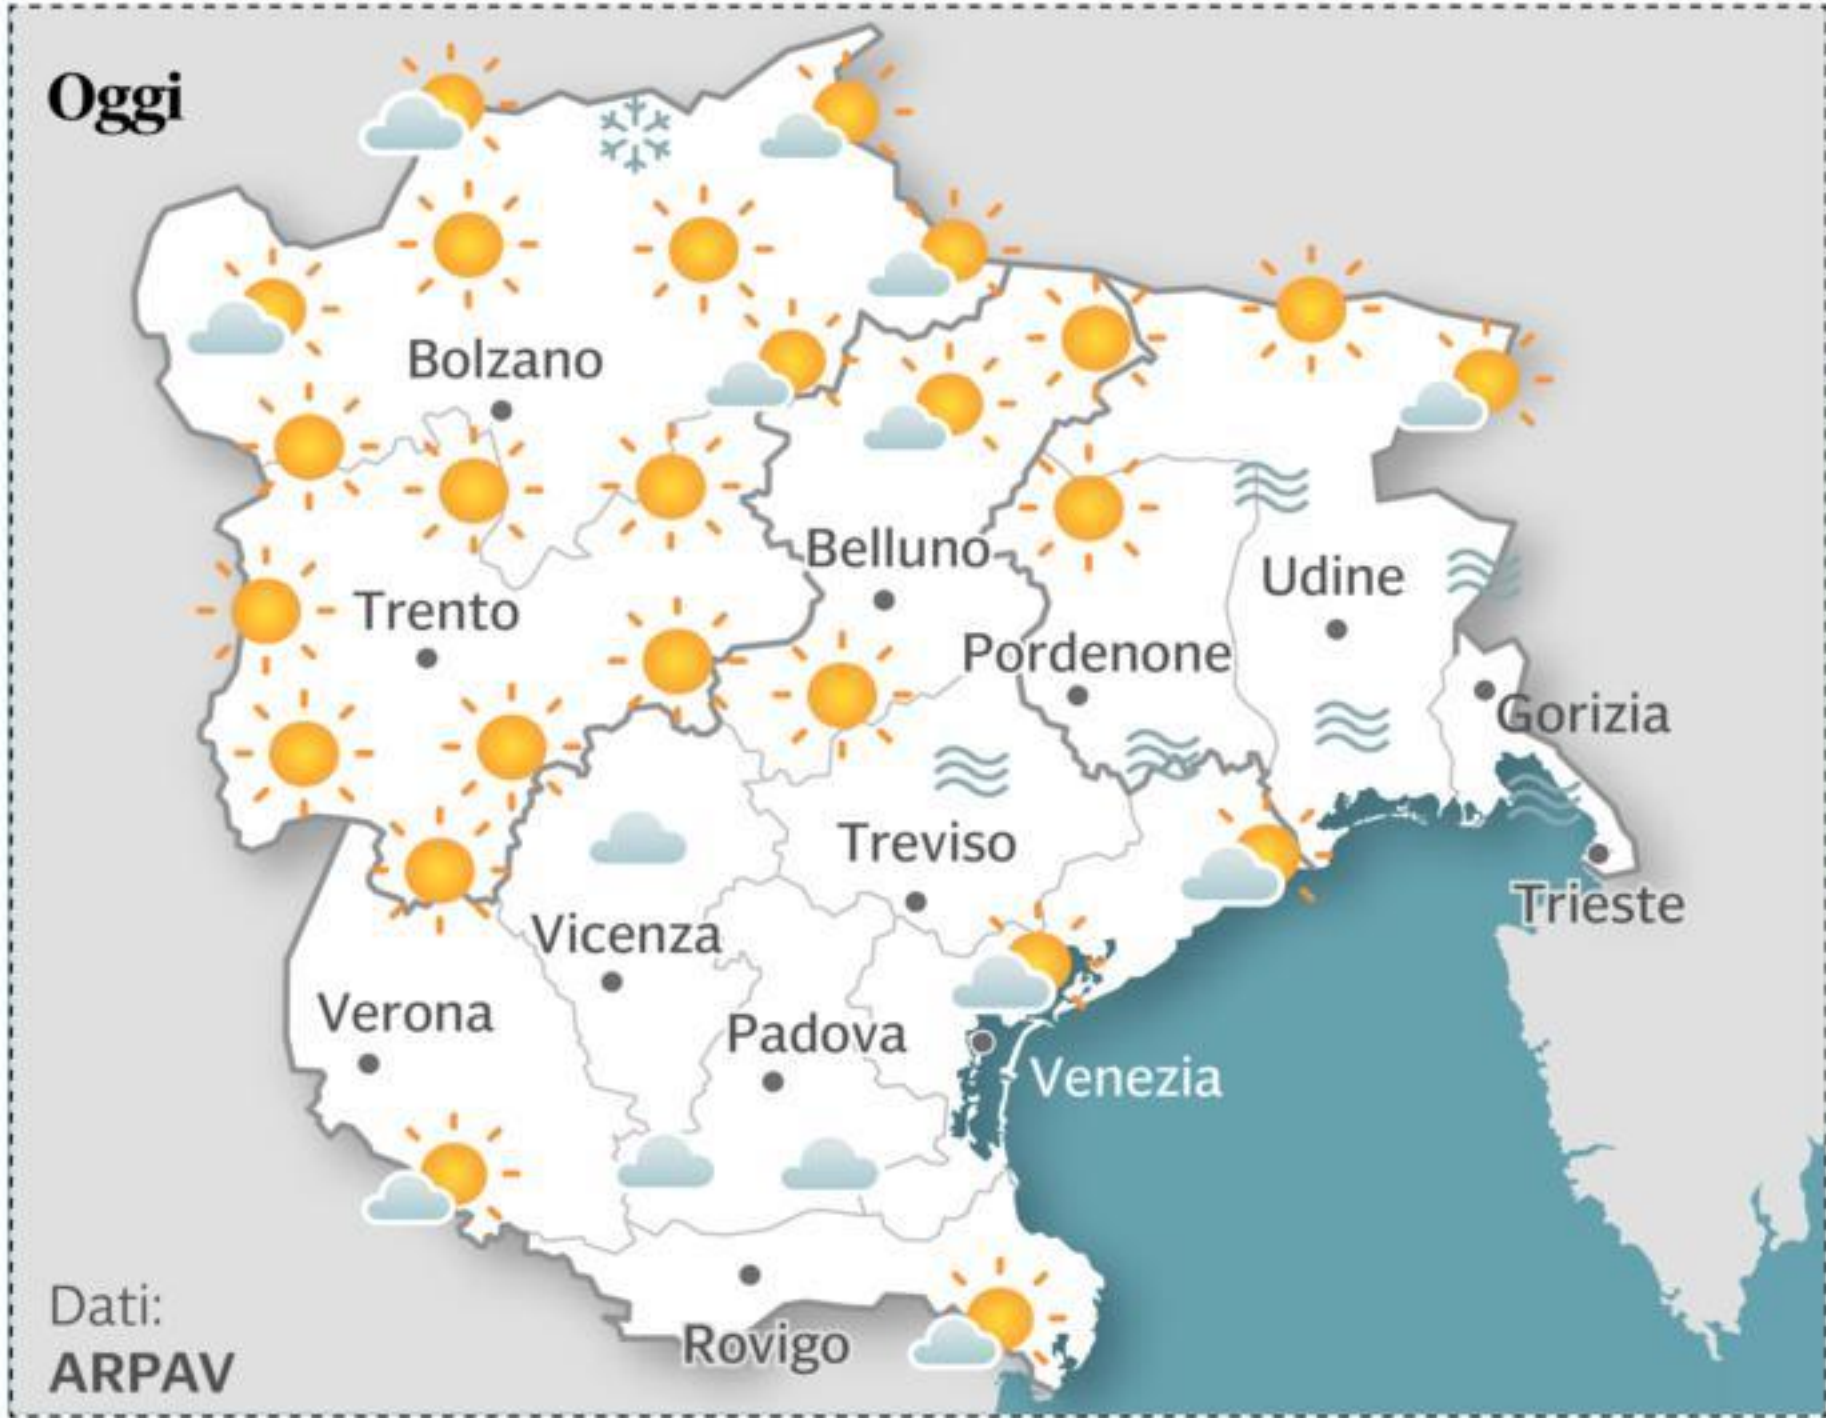 Oggi
Bolzano
Belluno
Udine
Trento
Pordenone
Gorizia
Treviso
Trieste
Vicenza
Verona
Padova
Venezia
Rovigo
Dati:
ARPAV